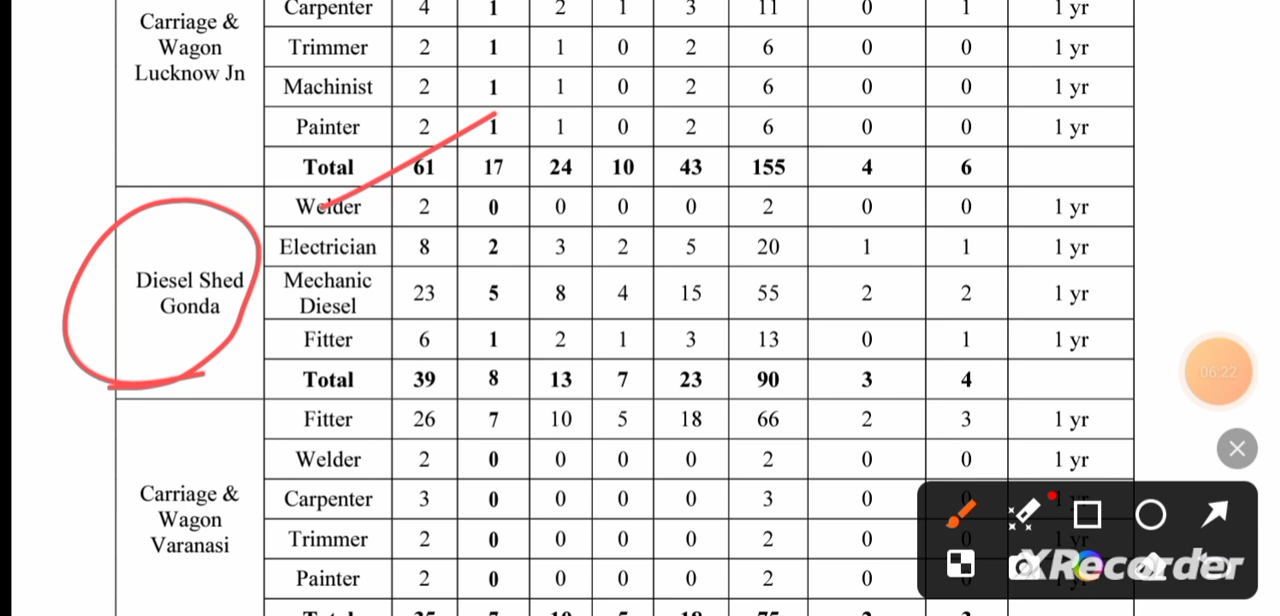 Carpenter 4 1 2 1 3 11 0 1 1 yr
Carriage &
Wagon
Lucknow Jn
Trimmer 2 1 1 0 2 6 0 0 1 yr
Machinist 2 1 1 0 2 6 0 0 1 yr
Painter 2 1 1 0 2 6 0 0 1 yr
Total 61 17 24 10 43 155 4 6
Welder 2 0 0 0 0 2 0 0 1 yr
Electrician 8 2 3 2 5 20 1 1 1 yr
Diesel Shed
Gonda
Mechanic
Diesel 23 5 8 4 15 55 2 2 1 yr
Fitter 6 1 2 1 3 13 0 1 1 yr
Total 39 8 13 7 23 90 3 4
06:22
Fitter 26 7 10 5 18 66 2 3 1 yr
Welder 2 0 0 0 0 2 0 0 1 yr
Carriage &
Wagon
Varanasi
Carpenter 3 0 0 0 0 3 0
Trimmer 2 0 0 0 0 2 0
Painter 2 0 0 0 0 2 0
XRecorder